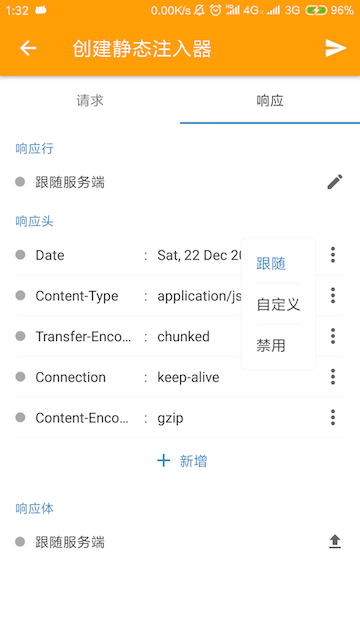 1:32 0.00K/s 4G 3G 96%
创建静态注入器
请求 响应
响应行
跟随服务端
响应头
Date : Sat, 22 Dec 20
跟随
Content-Type : application/js
自定义
Transfer-Enco... : chunked
禁用
Connection : keep-alive
Content-Enco... : gzip
+ 新增
响应体
跟随服务端